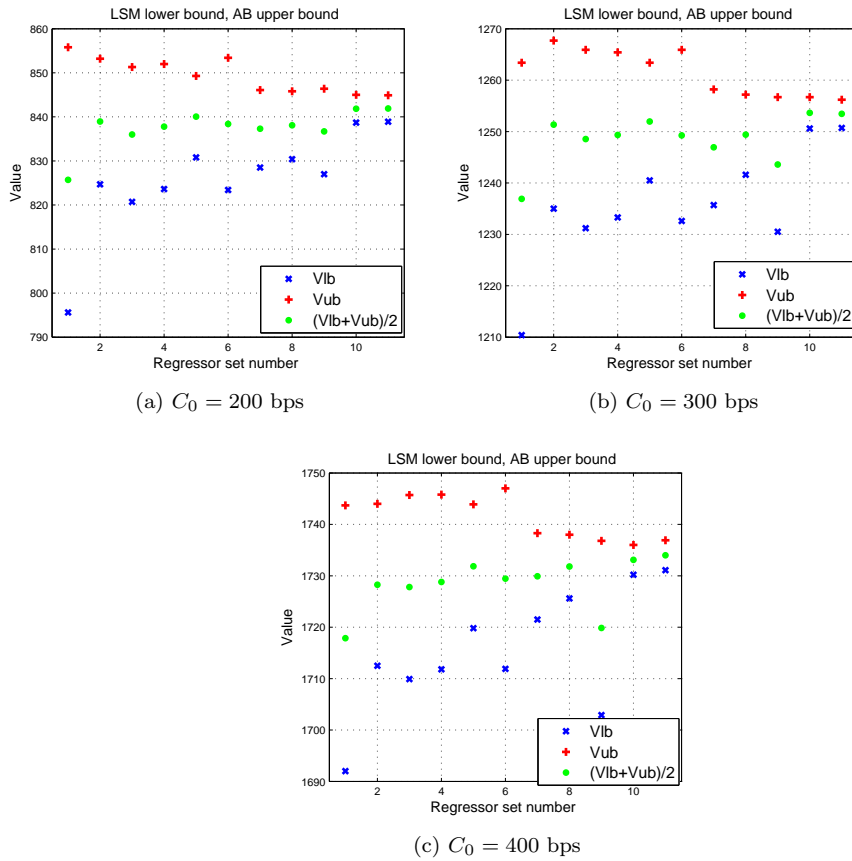 LSM lower bound, AB upper bound
860
850
840
830
820
810
800
790
Value
2 4 6 8 10
Regressor set number
Vlb
Vub
(Vlb+Vub)/2
(a) C₀ = 200 bps
LSM lower bound, AB upper bound
1270
1260
1250
1240
1230
1220
1210
Value
2 4 6 8 10
Regressor set number
Vlb
Vub
(Vlb+Vub)/2
(b) C₀ = 300 bps
LSM lower bound, AB upper bound
1750
1740
1730
1720
1710
1700
1690
Value
2 4 6 8 10
Regressor set number
Vlb
Vub
(Vlb+Vub)/2
(c) C₀ = 400 bps